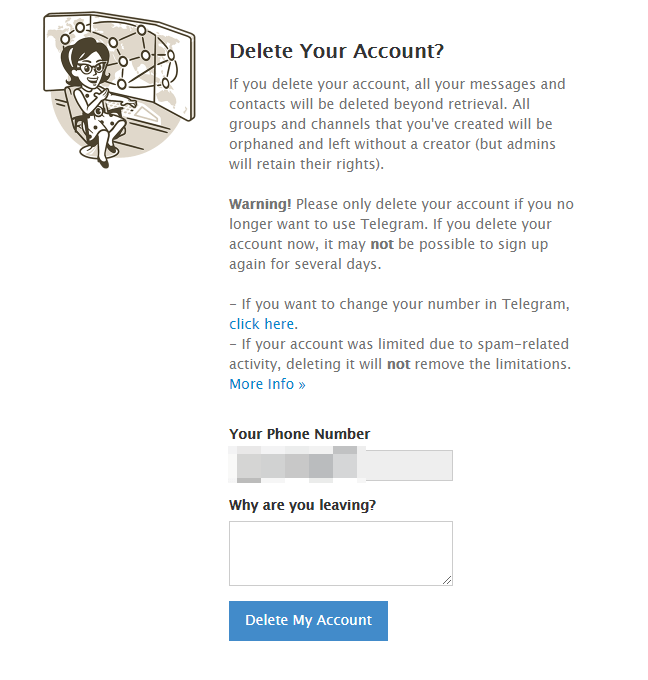 Delete Your Account?
If you delete your account, all your messages and
contacts will be deleted beyond retrieval. All
groups and channels that you've created will be
orphaned and left without a creator (but admins
will retain their rights).
Warning! Please only delete your account if you no
longer want to use Telegram. If you delete your
account now, it may not be possible to sign up
again for several days.
- If you want to change your number in Telegram,
click here.
- If your account was limited due to spam-related
activity, deleting it will not remove the limitations.
More Info »
Your Phone Number
Why are you leaving?
Delete My Account